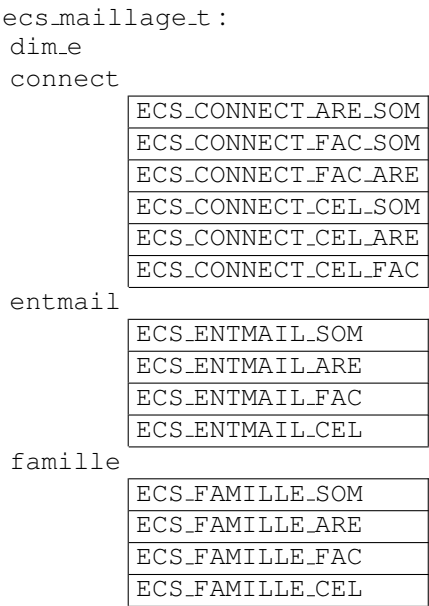 ecs_maillage_t:
dim_e
connect
ECS_CONNECT_ARE_SOM
ECS_CONNECT_FAC_SOM
ECS_CONNECT_FAC_ARE
ECS_CONNECT_CEL_SOM
ECS_CONNECT_CEL_ARE
ECS_CONNECT_CEL_FAC
entmail
ECS_ENTMAIL_SOM
ECS_ENTMAIL_ARE
ECS_ENTMAIL_FAC
ECS_ENTMAIL_CEL
famille
ECS_FAMILLE_SOM
ECS_FAMILLE_ARE
ECS_FAMILLE_FAC
ECS_FAMILLE_CEL